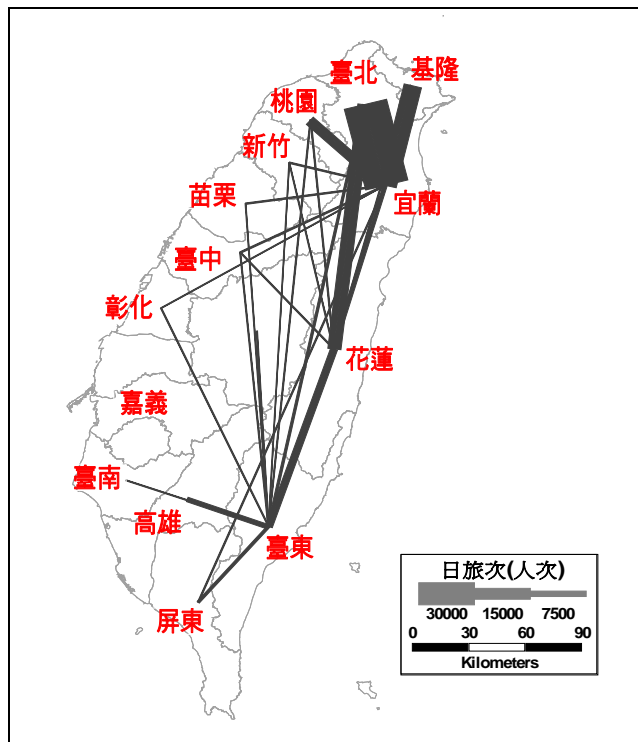 基隆
臺北
桃園
新竹
宜蘭
苗栗
臺中
彰化
花蓮
嘉義
臺南
高雄
臺東
屏東
日旅次(人次)
30000 15000 7500
0 30 60 90
Kilometers